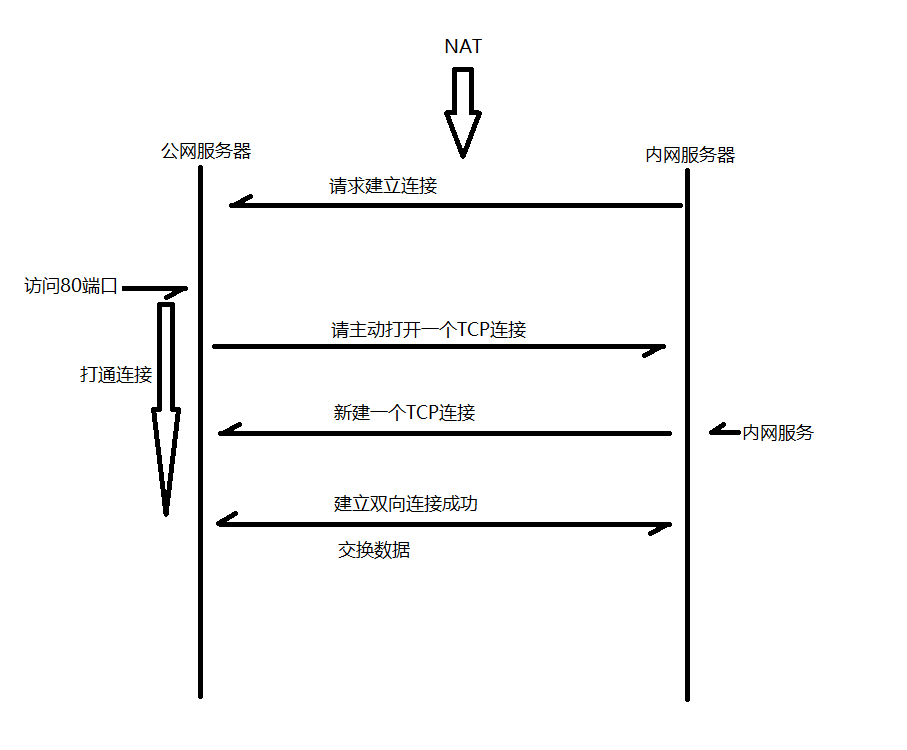 NAT
公网服务器
内网服务器
请求建立连接
访问80端口
请主动打开一个TCP连接
打通连接
新建一个TCP连接
内网服务
建立双向连接成功
交换数据